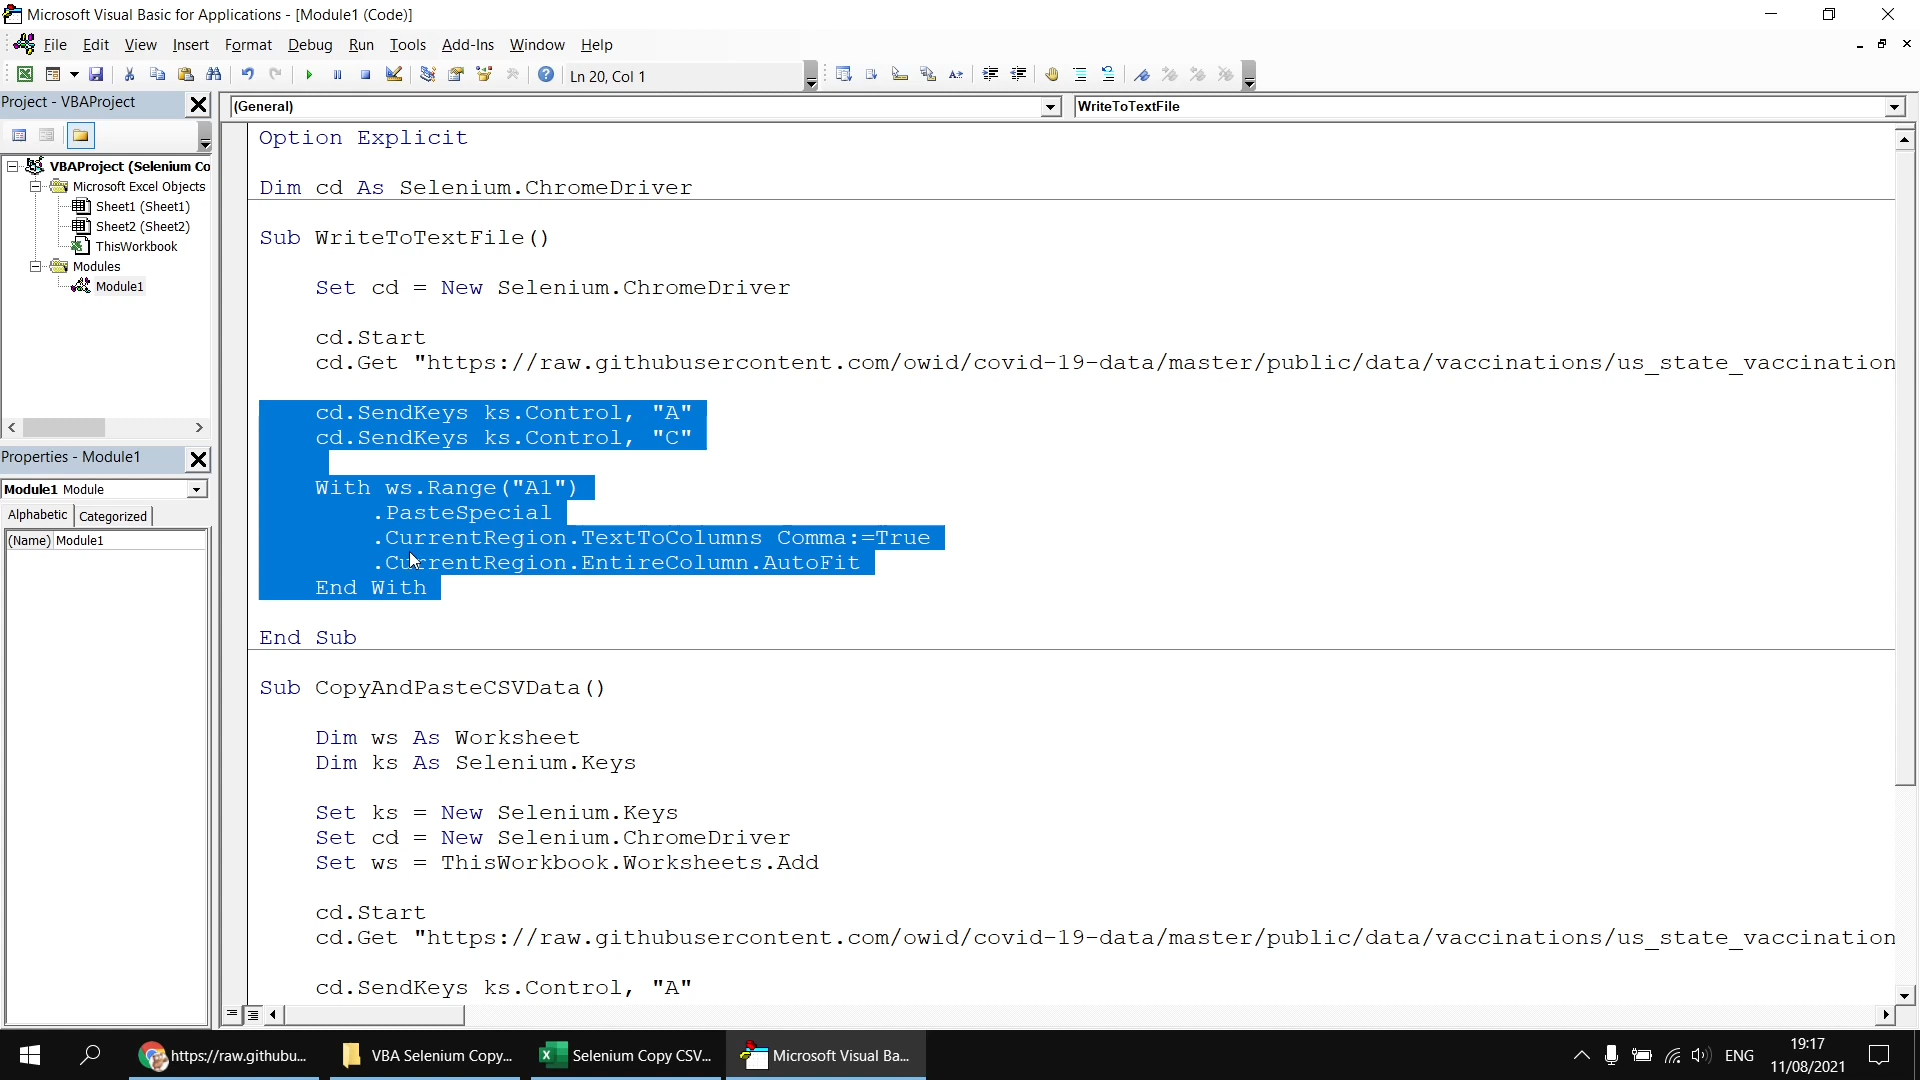 Microsoft Visual Basic for Applications - [Module1 (Code)]
File Edit View Insert Format Debug Run Tools Add-Ins Window Help
Ln 20, Col 1
Project - VBAProject
(General)
WriteToTextFile
VBAProject (Selenium Co
Microsoft Excel Objects
Sheet1 (Sheet1)
Sheet2 (Sheet2)
ThisWorkbook
Modules
Module1
Properties - Module1
Module1 Module
Alphabetic Categorized
(Name) Module1
Option Explicit
Dim cd As Selenium.ChromeDriver
Sub WriteToTextFile()
Set cd = New Selenium.ChromeDriver
cd.Start
cd.Get "https://raw.githubusercontent.com/owid/covid-19-data/master/public/data/vaccinations/us_state_vaccination
cd.SendKeys ks.Control, "A"
cd.SendKeys ks.Control, "C"
With ws.Range("A1")
.PasteSpecial
.CurrentRegion.TextToColumns Comma:=True
.CurrentRegion.EntireColumn.AutoFit
End With
End Sub
Sub CopyAndPasteCSVData()
Dim ws As Worksheet
Dim ks As Selenium.Keys
Set ks = New Selenium.Keys
Set cd = New Selenium.ChromeDriver
Set ws = ThisWorkbook.Worksheets.Add
cd.Start
cd.Get "https://raw.githubusercontent.com/owid/covid-19-data/master/public/data/vaccinations/us_state_vaccination
cd.SendKeys ks.Control, "A"
https://raw.githubu...
VBA Selenium Copy...
Selenium Copy CSV...
Microsoft Visual Ba...
ENG
19:17
11/08/2021